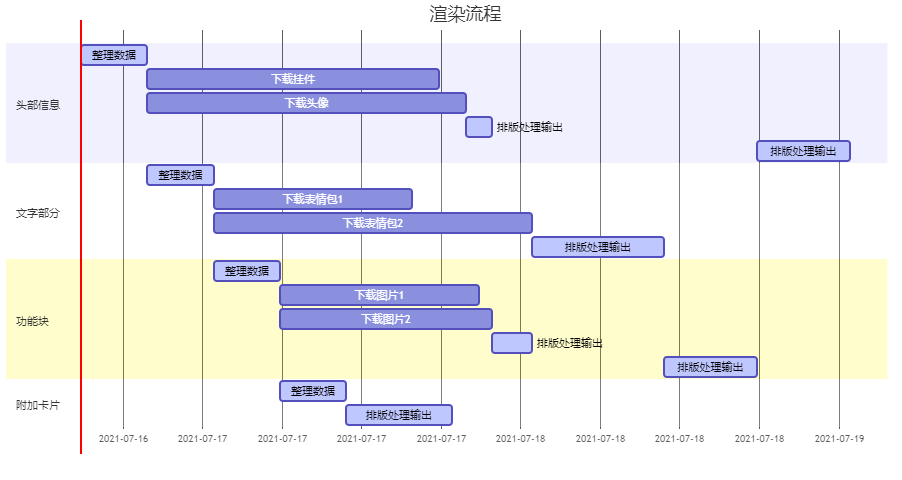 渲染流程
整理数据
下载挂件
头部信息
下载头像
排版处理输出
排版处理输出
整理数据
下载表情包1
文字部分
下载表情包2
排版处理输出
整理数据
下载图片1
功能块
下载图片2
排版处理输出
排版处理输出
整理数据
附加卡片
排版处理输出
2021-07-16 2021-07-17 2021-07-17 2021-07-17 2021-07-17 2021-07-18 2021-07-18 2021-07-18 2021-07-18 2021-07-19